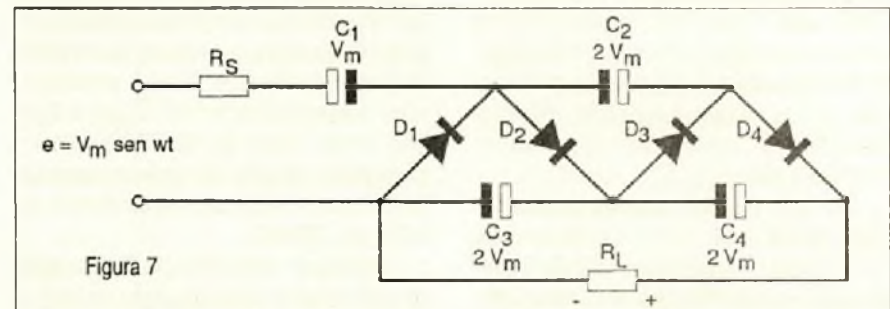 C1
Vm
C2
2 Vm
RS
D1
D2
D3
D4
e = Vm sen wt
C3
2 Vm
C4
2 Vm
RL
- +
Figura 7